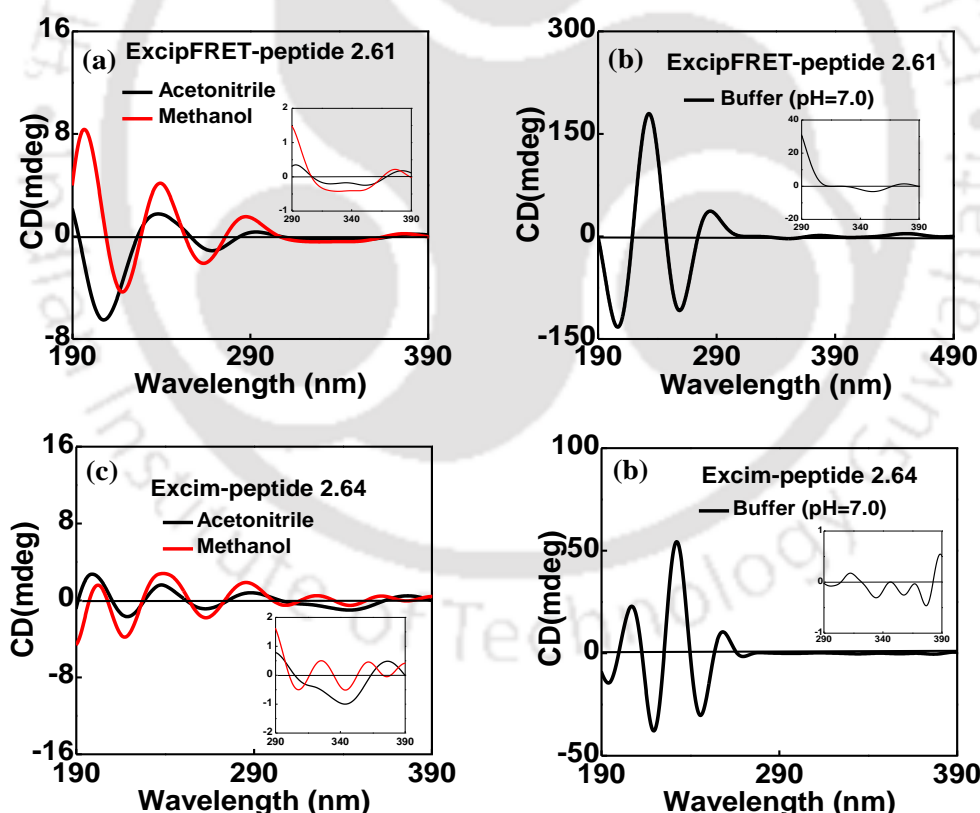 16
(a)
ExcipFRET-peptide 2.61
Acetonitrile
Methanol
2
1
0
-1
290
340
390
8
0
-8
190
290
390
CD(mdeg)
Wavelength (nm)
300
(b)
ExcipFRET-peptide 2.61
Buffer (pH=7.0)
40
20
0
-20
290
340
390
150
0
-150
190
290
390
490
CD(mdeg)
Wavelength (nm)
16
(c)
Excim-peptide 2.64
Acetonitrile
Methanol
2
1
0
-1
-2
290
340
390
8
0
-8
-16
190
290
390
CD(mdeg)
Wavelength (nm)
100
(b)
Excim-peptide 2.64
Buffer (pH=7.0)
1
0
-1
290
340
390
50
0
-50
190
290
390
CD(mdeg)
Wavelength (nm)
Institute of Technology Guwa